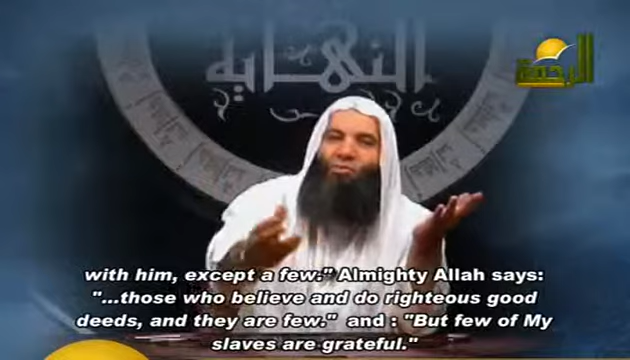 النهاية
الرحمة
with him, except a few." Almighty Allah says:
"...those who believe and do righteous good
deeds, and they are few." and : "But few of My
slaves are grateful."